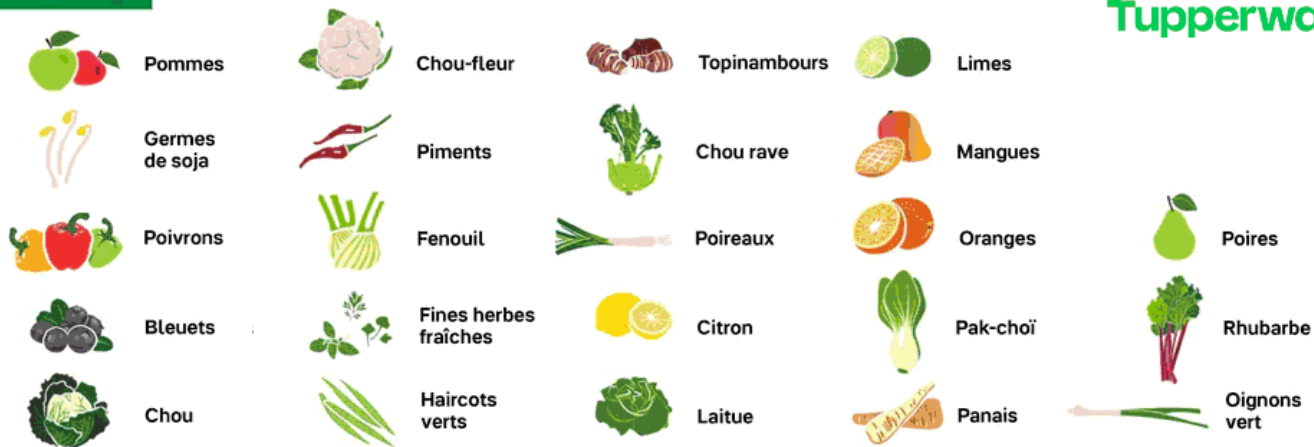 Tupperwa
Pommes
Chou-fleur
Topinambours
Limes
Germes
de soja
Piments
Chou rave
Mangues
Poivrons
Fenouil
Poireaux
Oranges
Poires
Bleuets
Fines herbes
fraîches
Citron
Pak-choï
Rhubarbe
Chou
Haircots
verts
Laitue
Panais
Oignons
vert